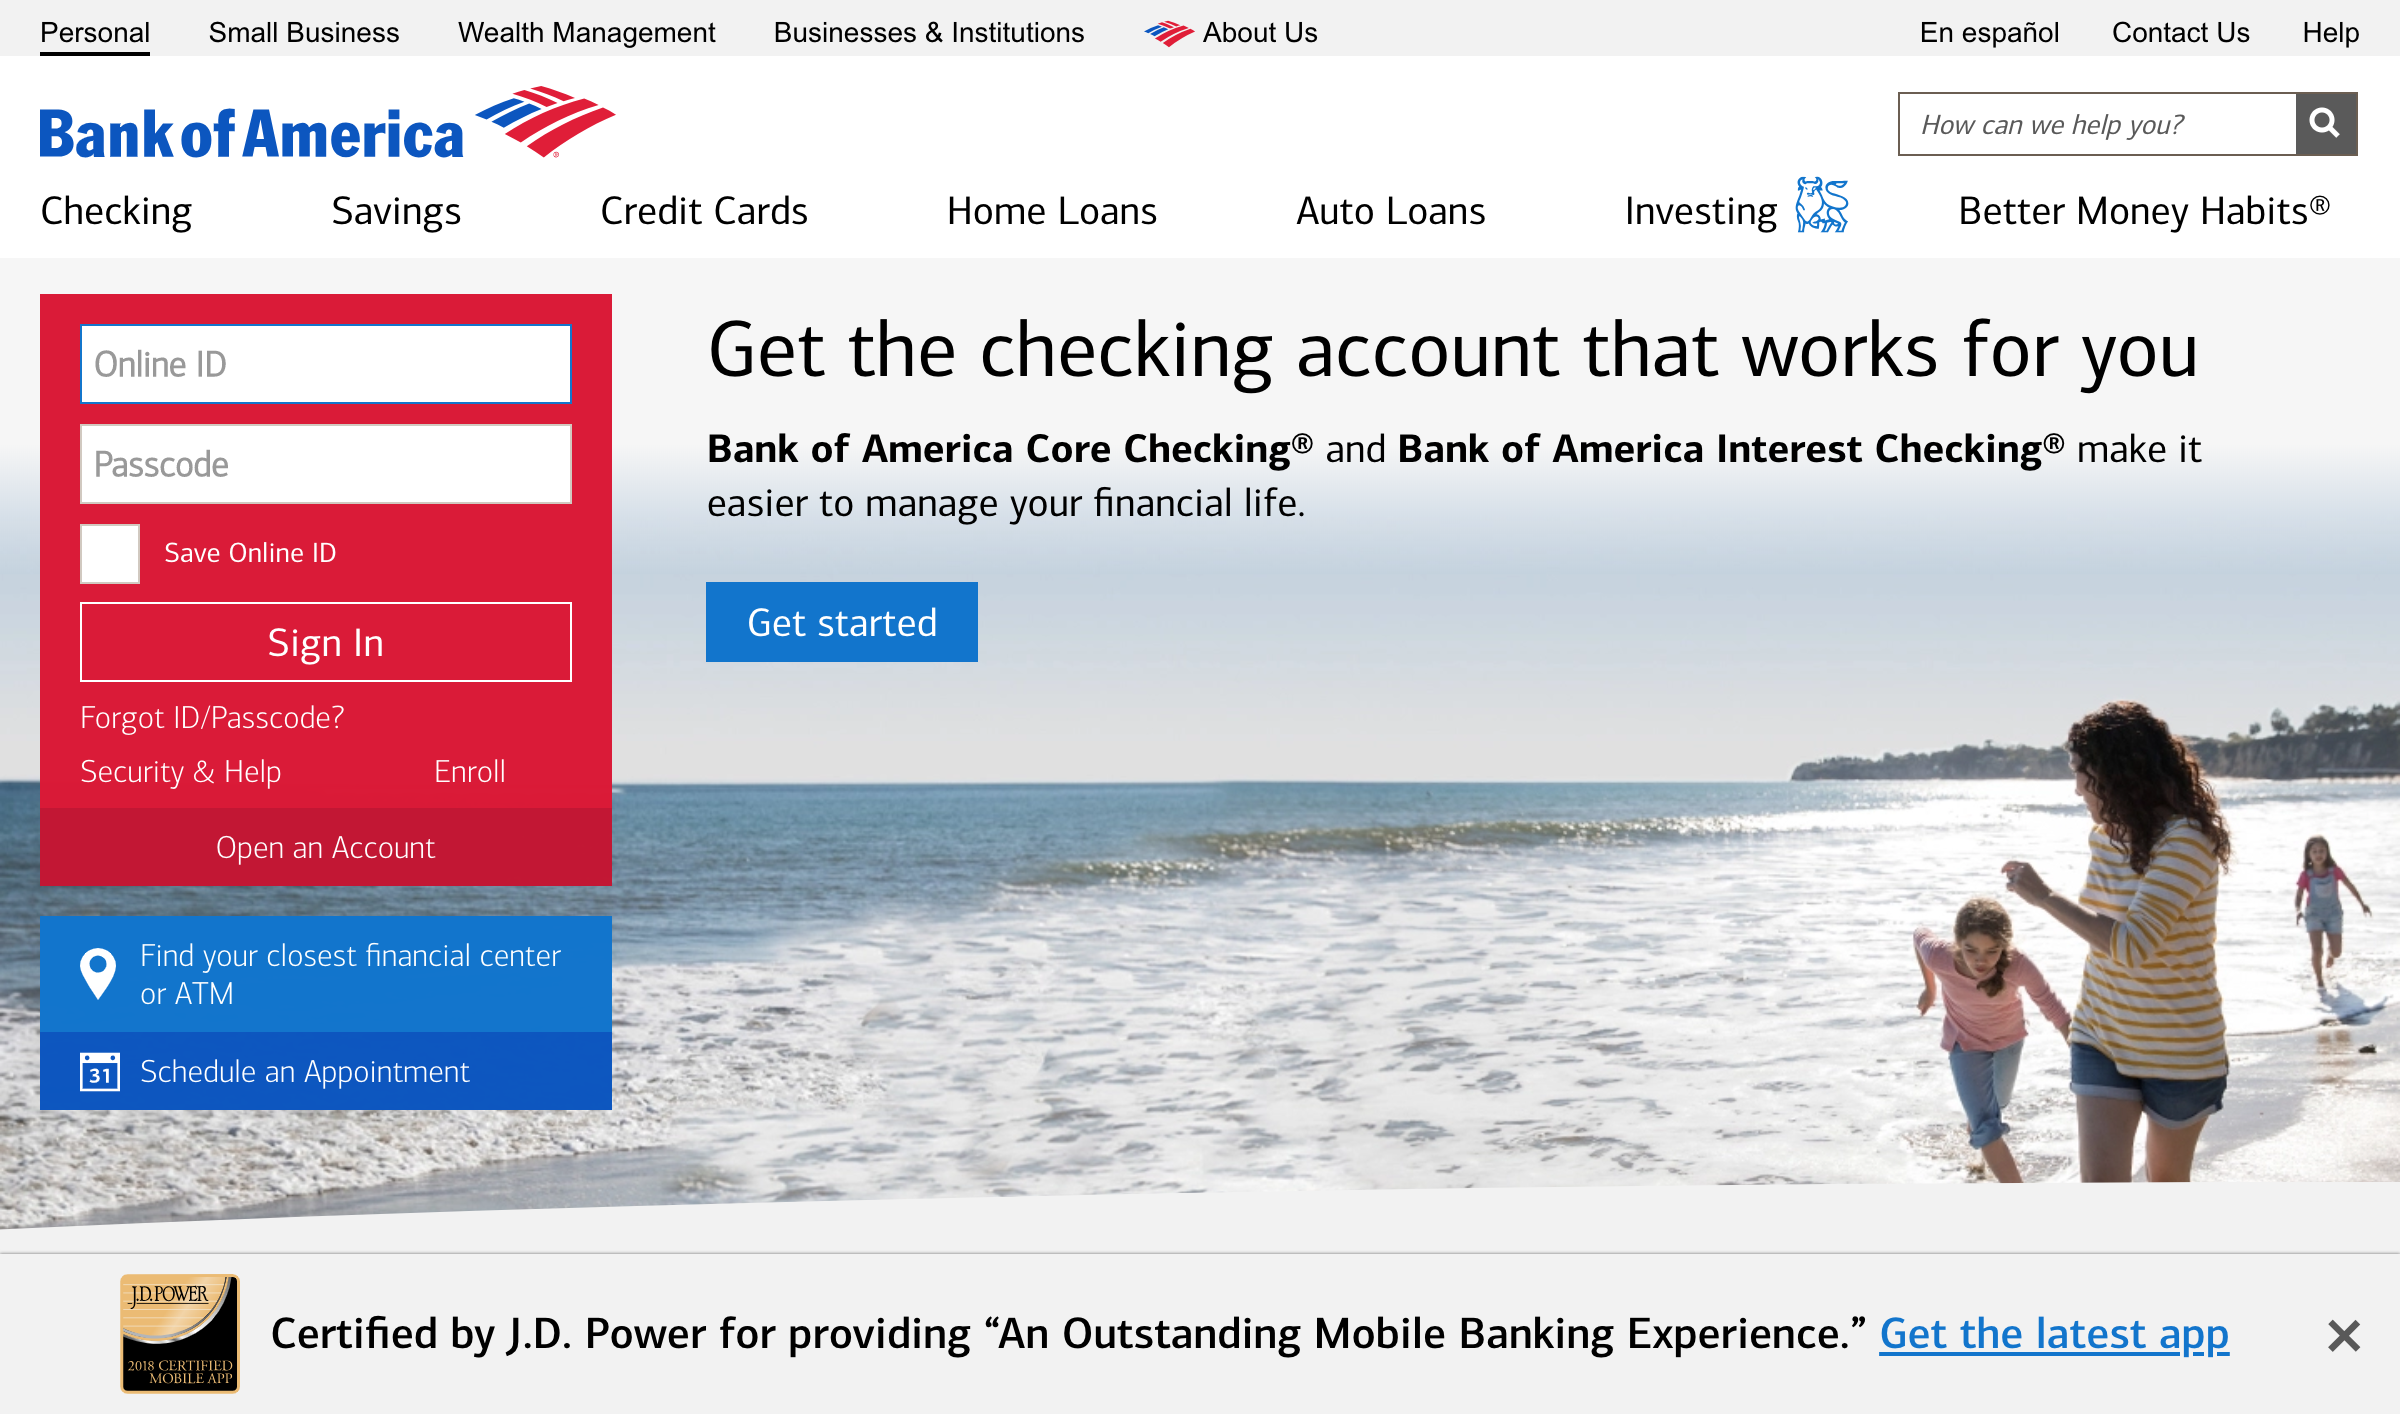 Personal
Small Business
Wealth Management
Businesses & Institutions
About Us
En español
Contact Us
Help
Bank of America
How can we help you?
Checking
Savings
Credit Cards
Home Loans
Auto Loans
Investing
Better Money Habits®
Online ID
Passcode
Save Online ID
Sign In
Forgot ID/Passcode?
Security & Help
Enroll
Open an Account
Find your closest financial center
or ATM
31
Schedule an Appointment
Get the checking account that works for you
Bank of America Core Checking® and Bank of America Interest Checking® make it
easier to manage your financial life.
Get started
J.D. POWER
2018 CERTIFIED
MOBILE APP
Certified by J.D. Power for providing “An Outstanding Mobile Banking Experience.” Get the latest app